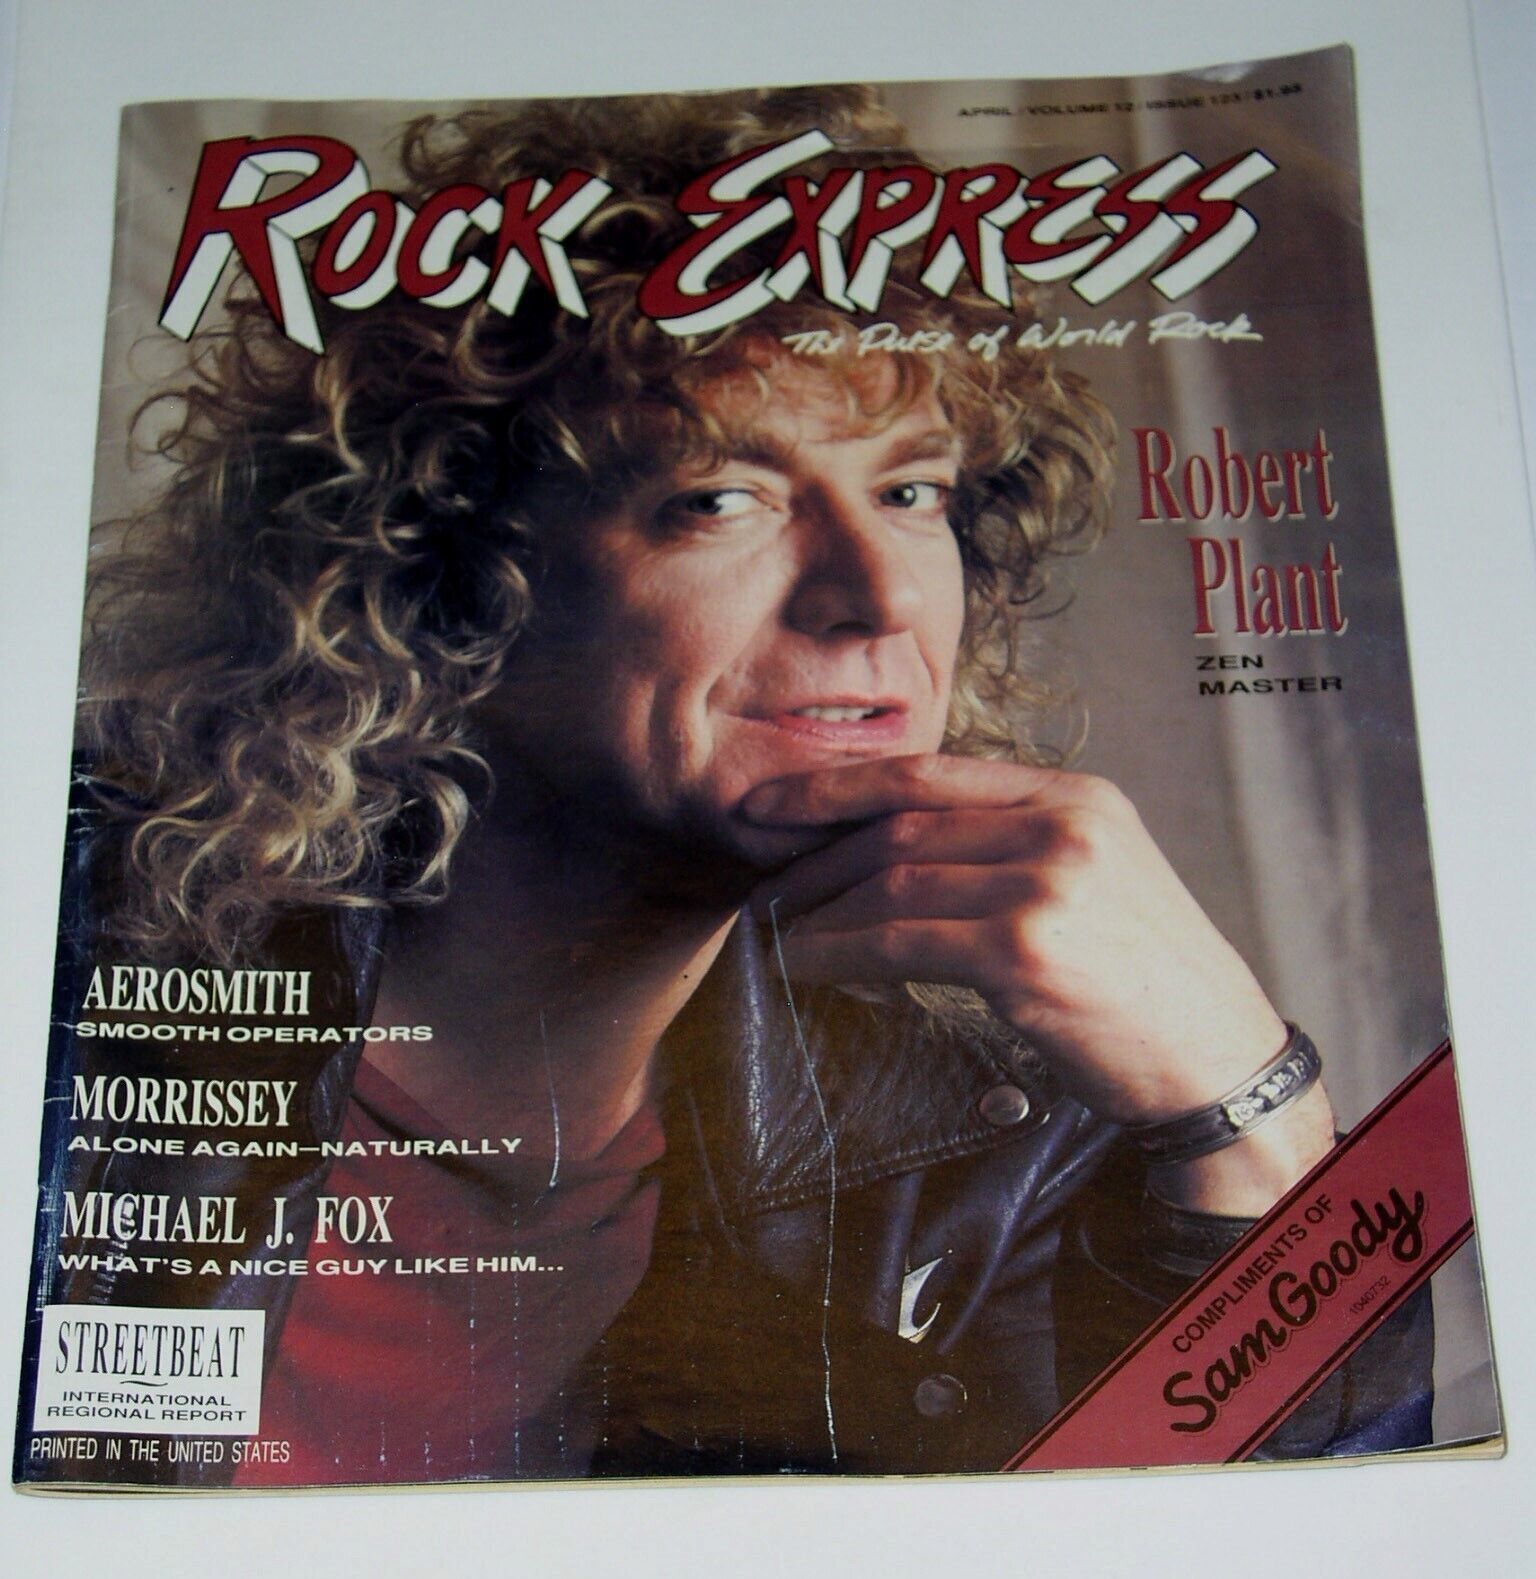 APRIL / VOLUME 12 / ISSUE 123 / $1.98
ROCK EXPRESS
The Pulse of World Rock
Robert
Plant
ZEN
MASTER
AEROSMITH
SMOOTH OPERATORS
MORRISSEY
ALONE AGAIN—NATURALLY
MICHAEL J. FOX
WHAT'S A NICE GUY LIKE HIM...
STREETBEAT
INTERNATIONAL
REGIONAL REPORT
PRINTED IN THE UNITED STATES
COMPLIMENTS OF
Sam Goody
1040732